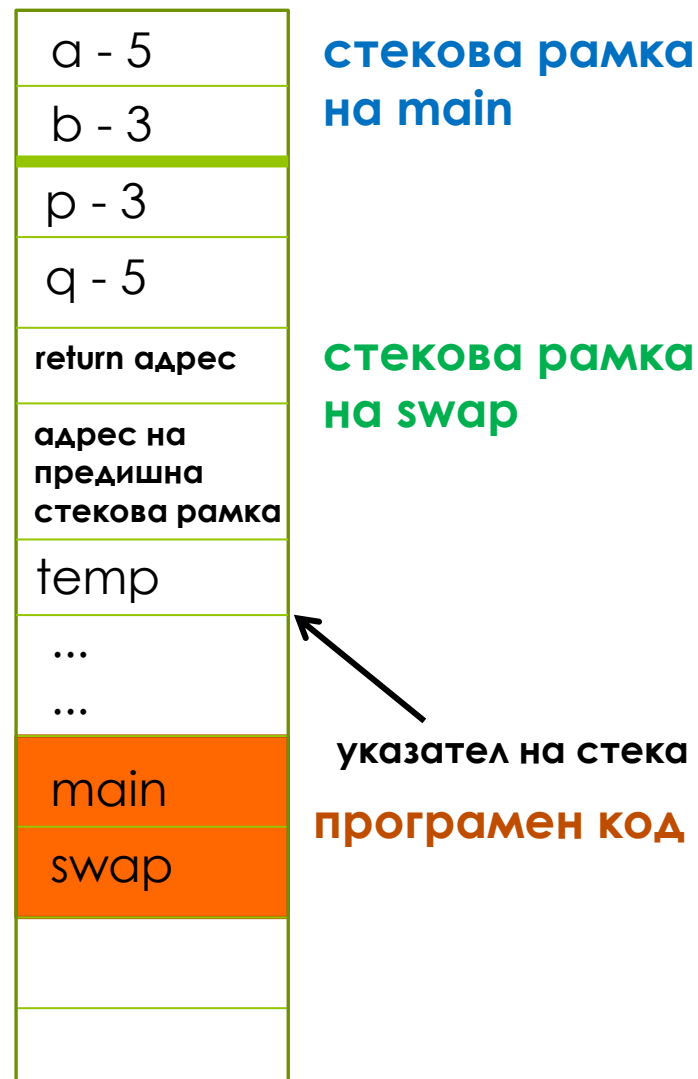 a - 5
b - 3
стекова рамка
на main
p - 3
q - 5
return адрес
адрес на
предишна
стекова рамка
temp
стекова рамка
на swap
...
...
указател на стека
main
swap
програмен код